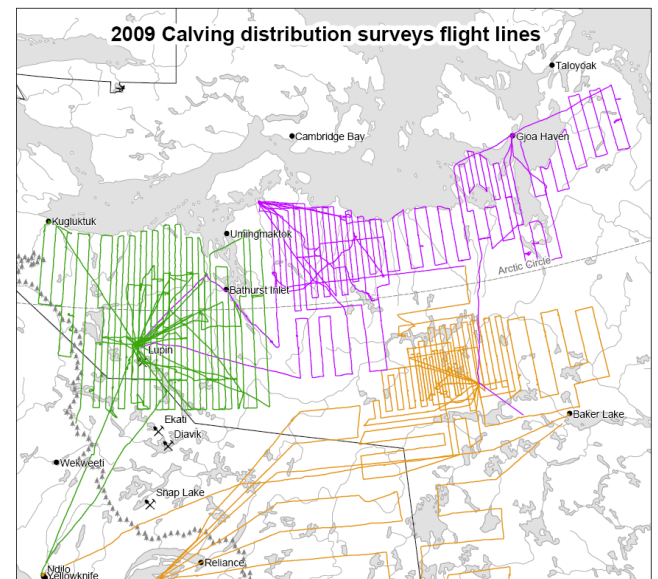 2009 Calving distribution surveys flight lines
Taloyoak
Cambridge Bay
Gjoa Haven
Kugluktuk
Umingmaktok
Arctic Circle
Bathurst Inlet
Lupin
Ekati
Baker Lake
Diavik
Wekweeti
Snap Lake
Reliance
Ndilo
Yellowknife